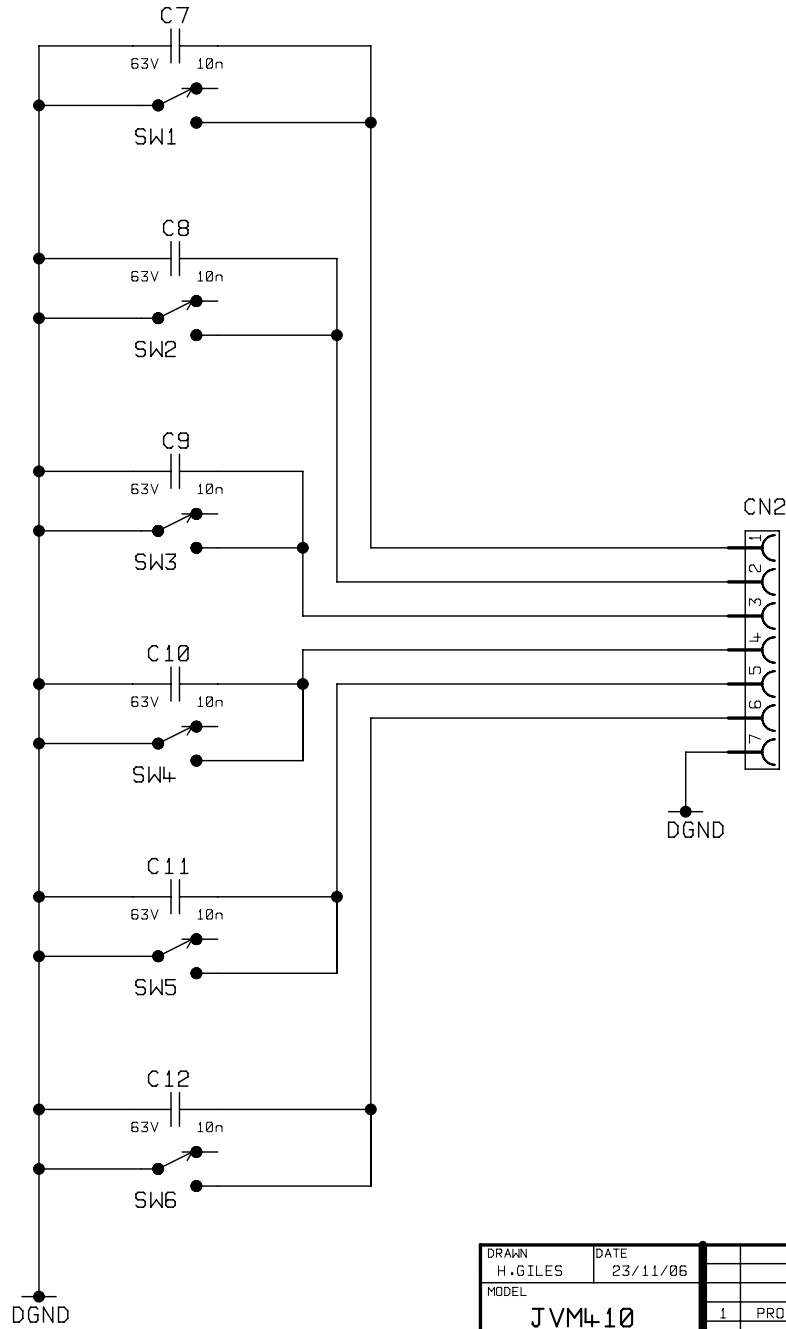 C7
63V 10n
SW1
C8
63V 10n
SW2
C9
63V 10n
SW3
CN2
1
2
3
4
5
6
7
C10
63V 10n
SW4
DGND
C11
63V 10n
SW5
C12
63V 10n
SW6
DGND
DRAWN DATE
H.GILES 23/11/06
MODEL
JVM410
1 PRO